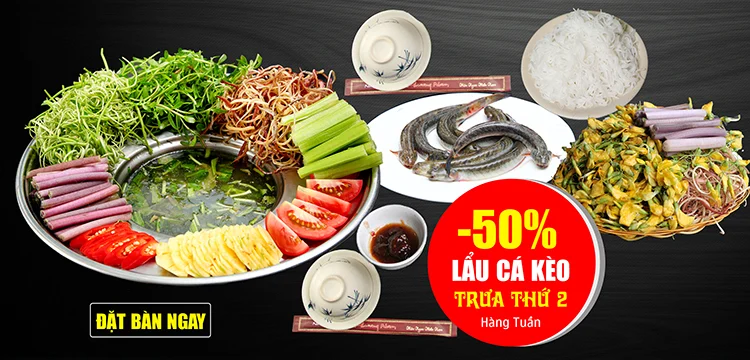 -50%
LẨU CÁ KÈO
TRƯA THỨ 2
Hàng Tuần
ĐẶT BÀN NGAY